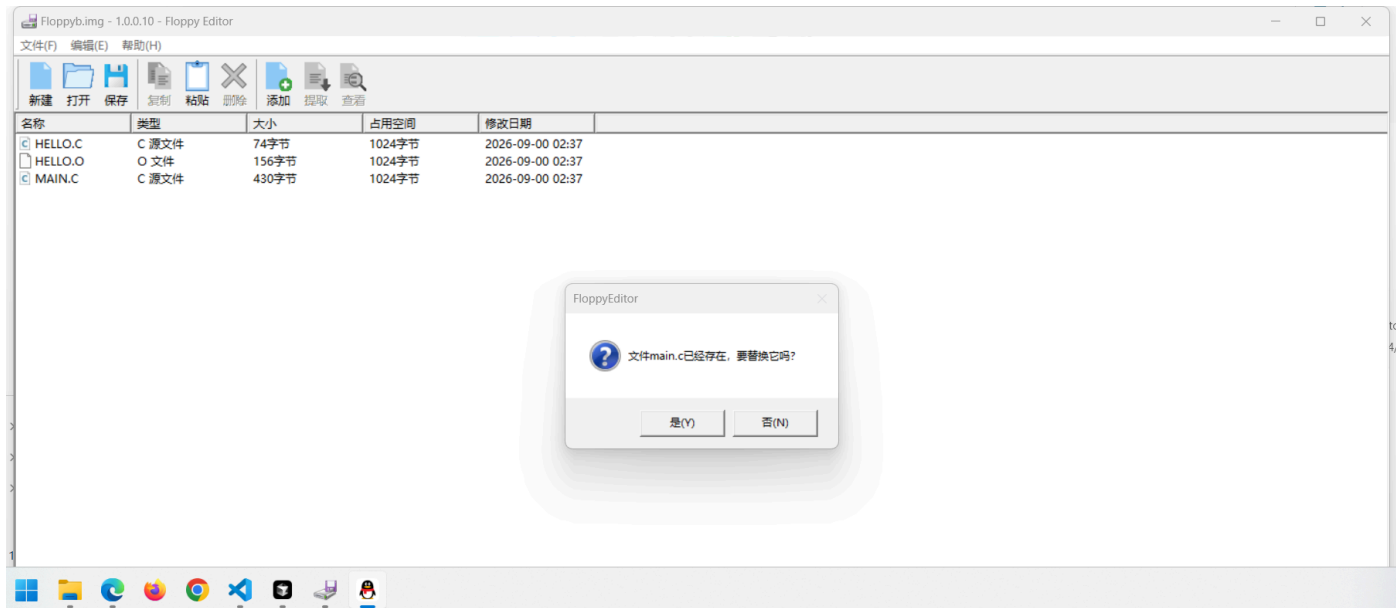 Floppyb.img - 1.0.0.10 - Floppy Editor
文件(F) 编辑(E) 帮助(H)
新建 打开 保存 复制 粘贴 删除 添加 提取 查看
名称 类型 大小 占用空间 修改日期
HELLO.C C 源文件 74字节 1024字节 2026-09-00 02:37
HELLO.O O 文件 156字节 1024字节 2026-09-00 02:37
MAIN.C C 源文件 430字节 1024字节 2026-09-00 02:37
FloppyEditor
文件main.c已经存在，要替换它吗?
是(Y) 否(N)